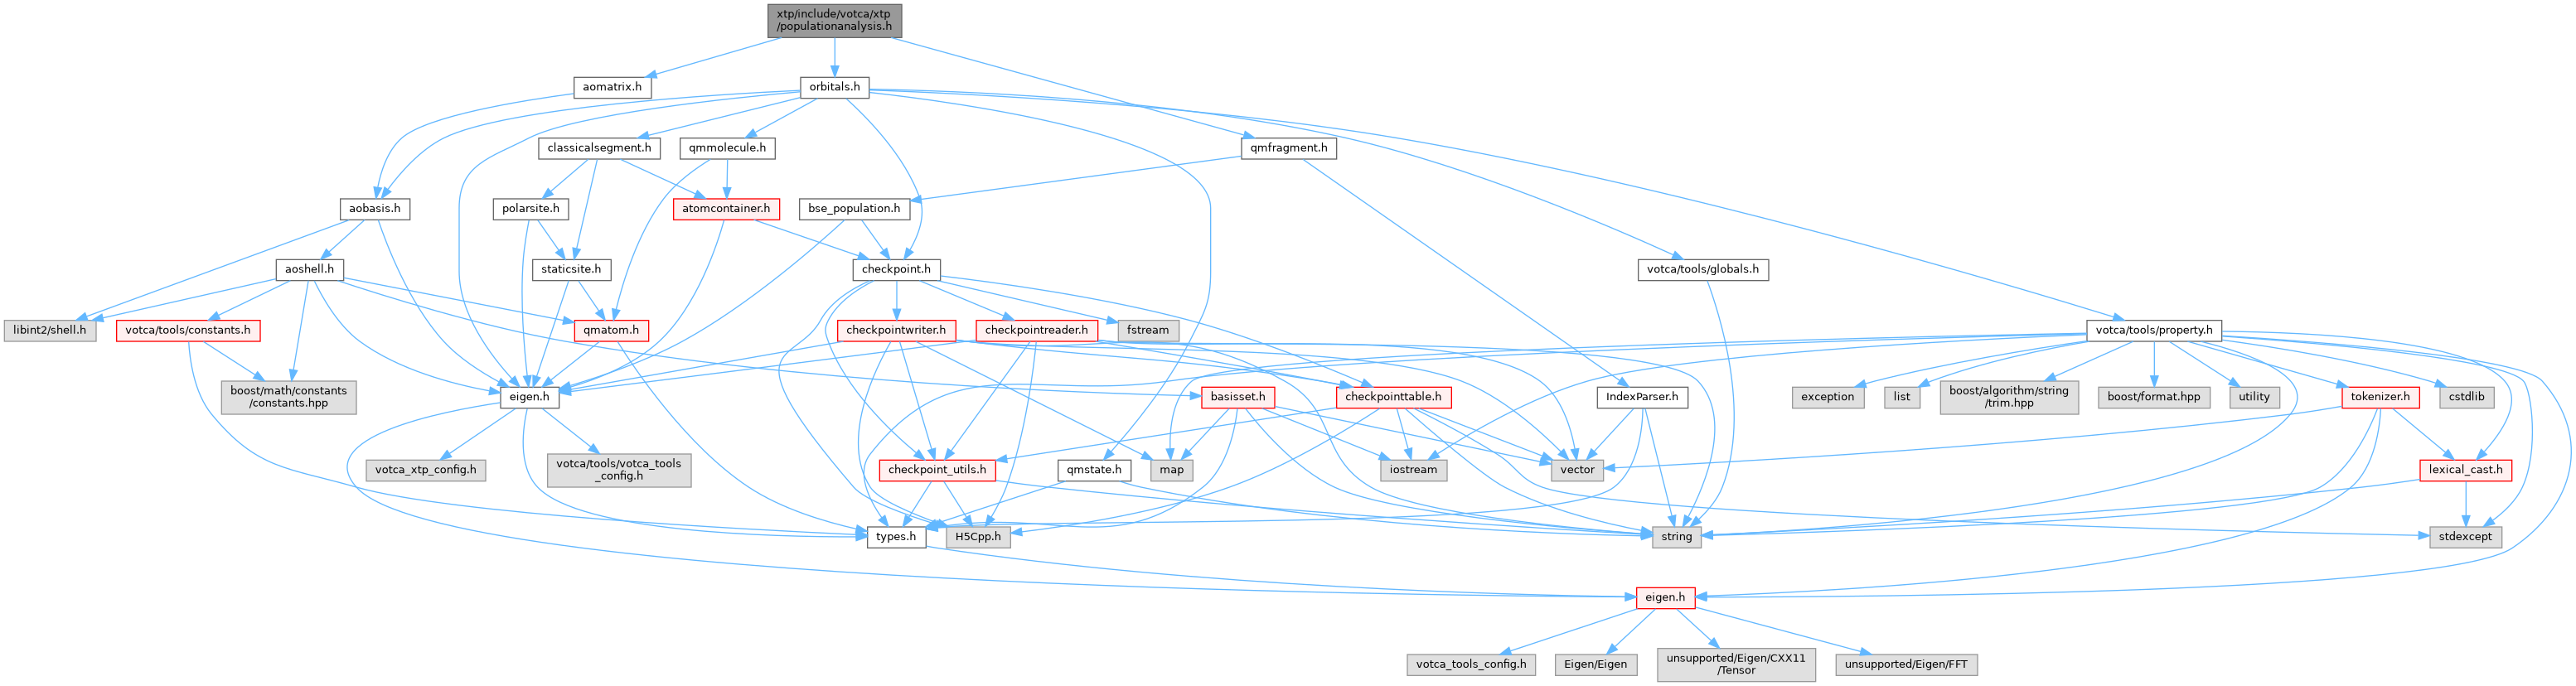 xtp/include/votca/xtp
/populationanalysis.h
aomatrix.h
orbitals.h
classicalsegment.h
qmmolecule.h
qmfragment.h
aobasis.h
polarsite.h
atomcontainer.h
bse_population.h
aoshell.h
staticsite.h
checkpoint.h
votca/tools/globals.h
libint2/shell.h
votca/tools/constants.h
qmatom.h
checkpointwriter.h
checkpointreader.h
fstream
votca/tools/property.h
boost/math/constants
/constants.hpp
eigen.h
basisset.h
checkpointtable.h
IndexParser.h
exception
list
boost/algorithm/string
/trim.hpp
boost/format.hpp
utility
tokenizer.h
cstdlib
votca_xtp_config.h
votca/tools/votca_tools
_config.h
checkpoint_utils.h
qmstate.h
map
iostream
vector
lexical_cast.h
types.h
H5Cpp.h
string
stdexcept
eigen.h
votca_tools_config.h
Eigen/Eigen
unsupported/Eigen/CXX11
/Tensor
unsupported/Eigen/FFT